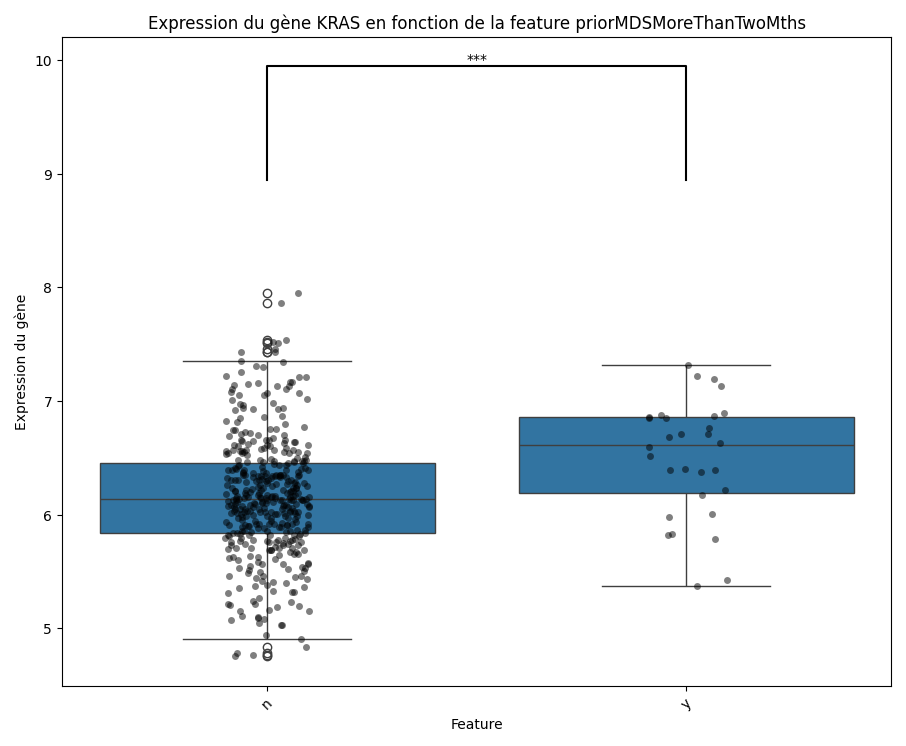 Expression du gène KRAS en fonction de la feature priorMDSMoreThanTwoMths
***
10
9
8
7
6
5
Expression du gène
n
y
Feature